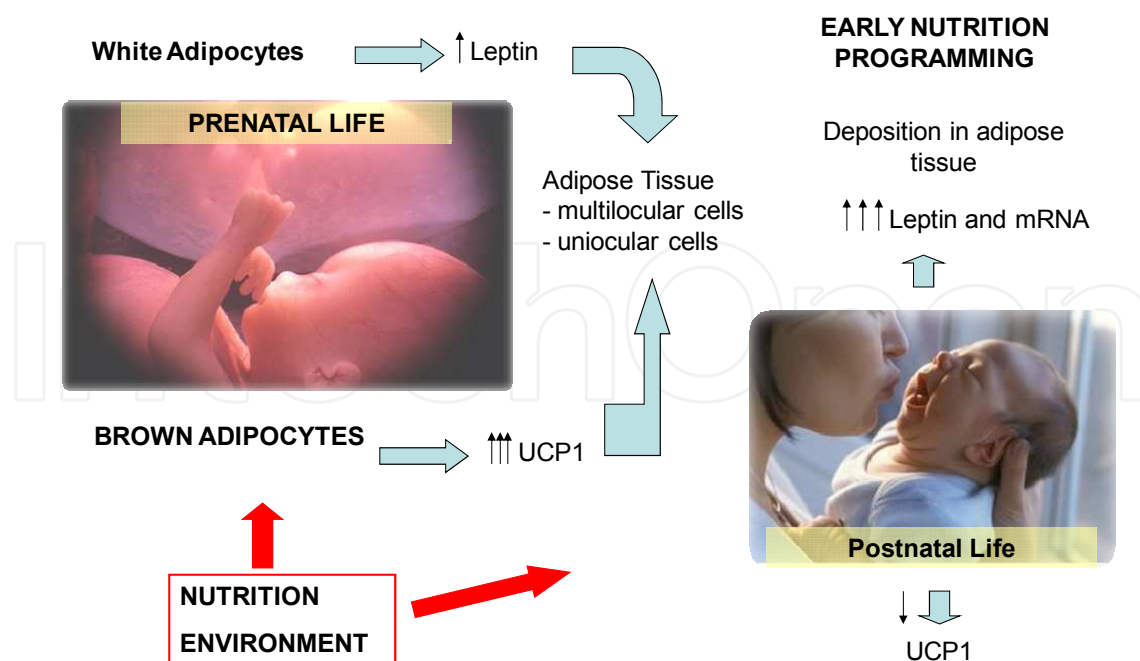 White Adipocytes
↑ Leptin
EARLY NUTRITION
PROGRAMMING
PRENATAL LIFE
Deposition in adipose
tissue
Adipose Tissue
- multilocular cells
- uniocular cells
↑↑↑ Leptin and mRNA
BROWN ADIPOCYTES
↑↑↑ UCP1
Postnatal Life
NUTRITION
ENVIRONMENT
↓
UCP1
IntechOpen